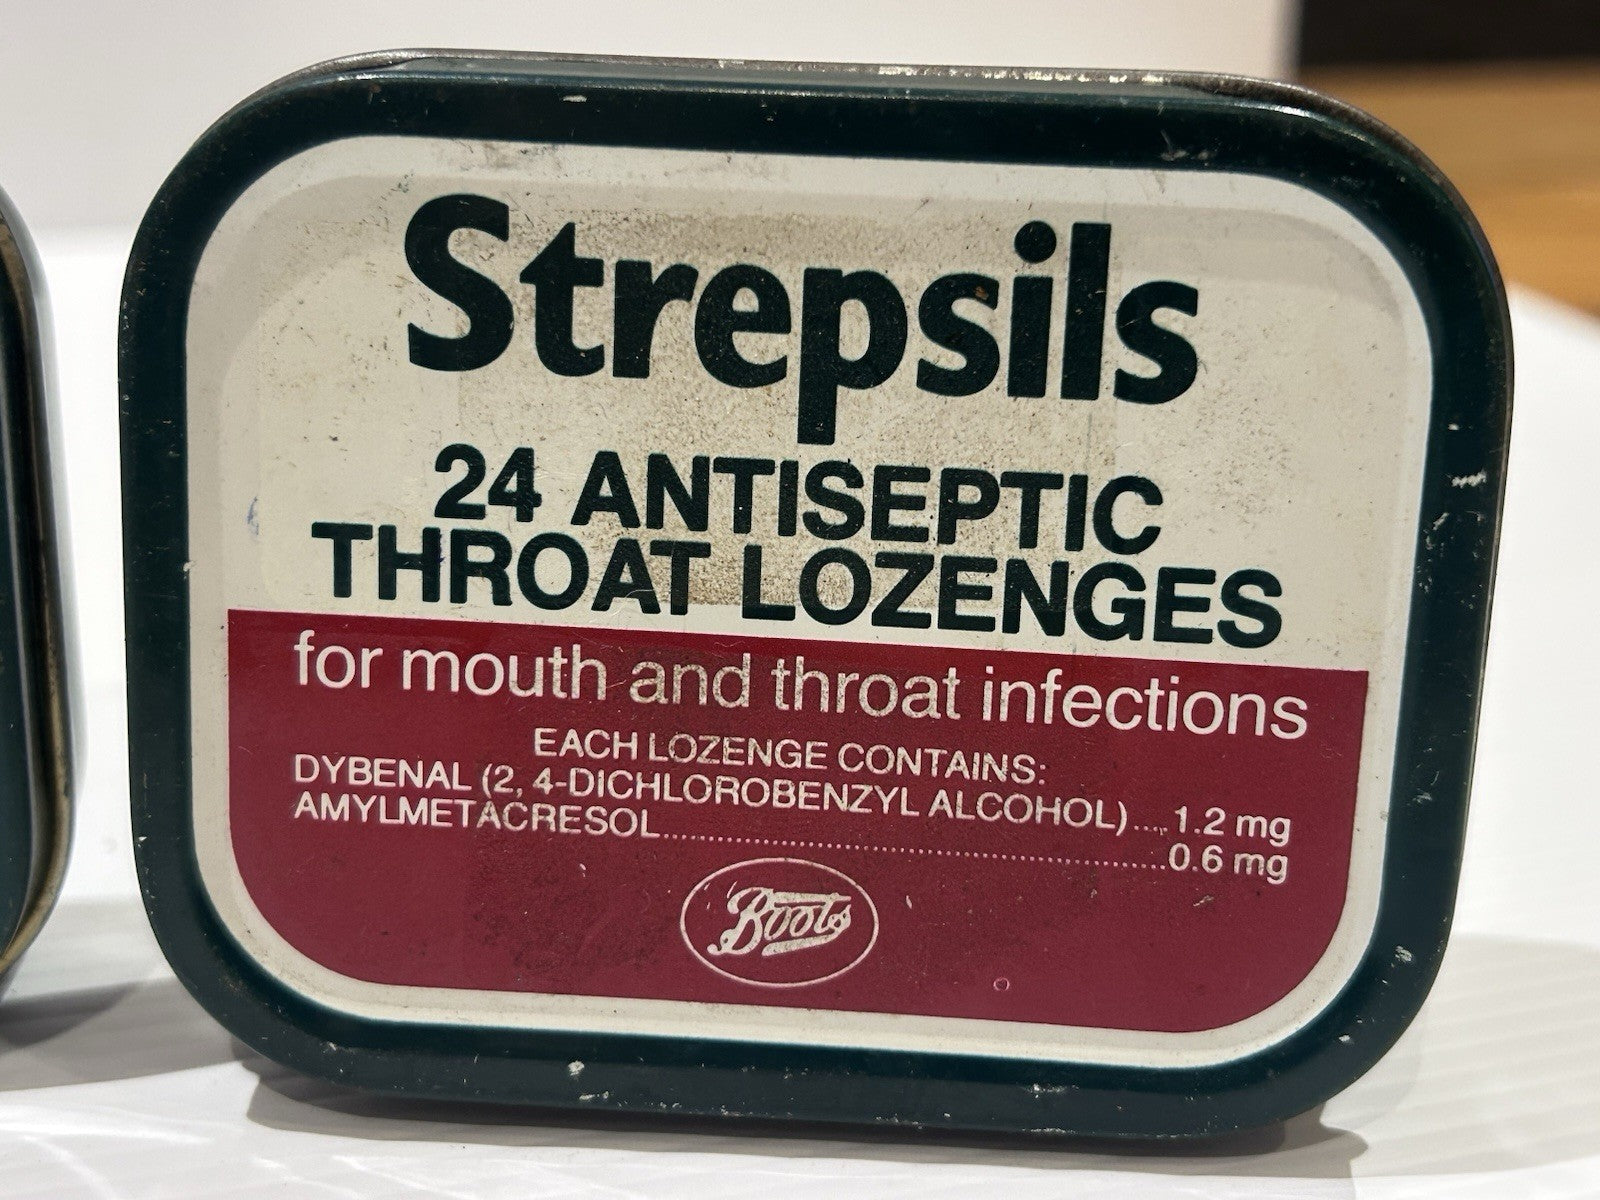 Strepsils
24 ANTISEPTIC
THROAT LOZENGES
for mouth and throat infections
EACH LOZENGE CONTAINS:
DYBENAL (2, 4-DICHLOROBENZYL ALCOHOL)....1.2 mg
AMYLMETACRESOL............................................................0.6 mg
Boots